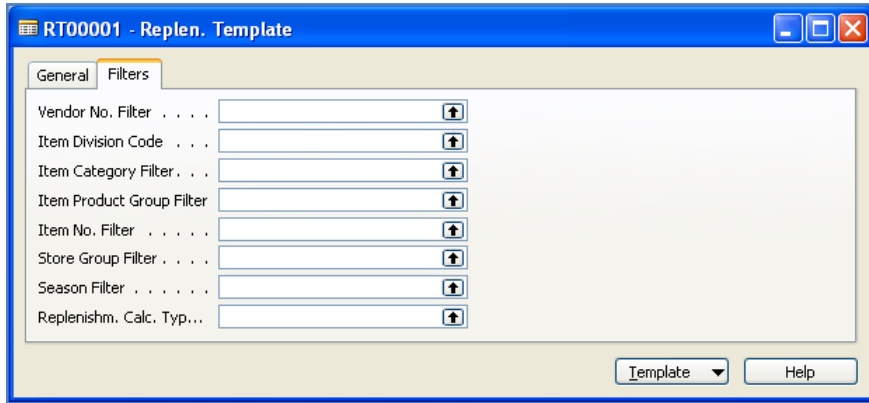 RT00001 - Replen. Template
General Filters
Vendor No. Filter . . . .
Item Division Code . . .
Item Category Filter. . .
Item Product Group Filter
Item No. Filter . . . . .
Store Group Filter . . . .
Season Filter . . . . . .
Replenishm. Calc. Typ...
Template Help